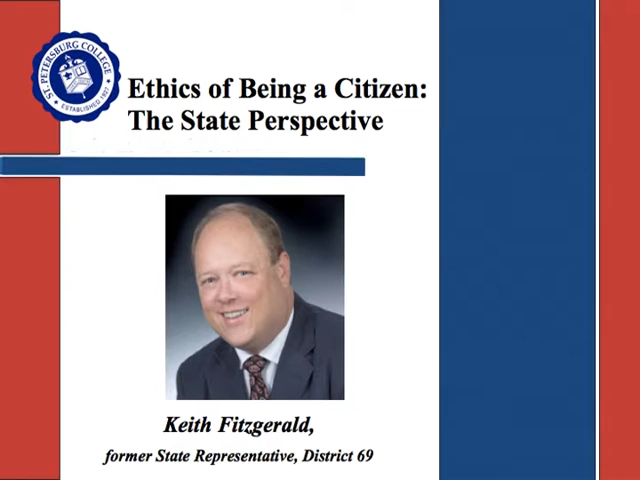 ST. PETERSBURG COLLEGE
ESTABLISHED 1927
Ethics of Being a Citizen:
The State Perspective
Keith Fitzgerald,
former State Representative, District 69